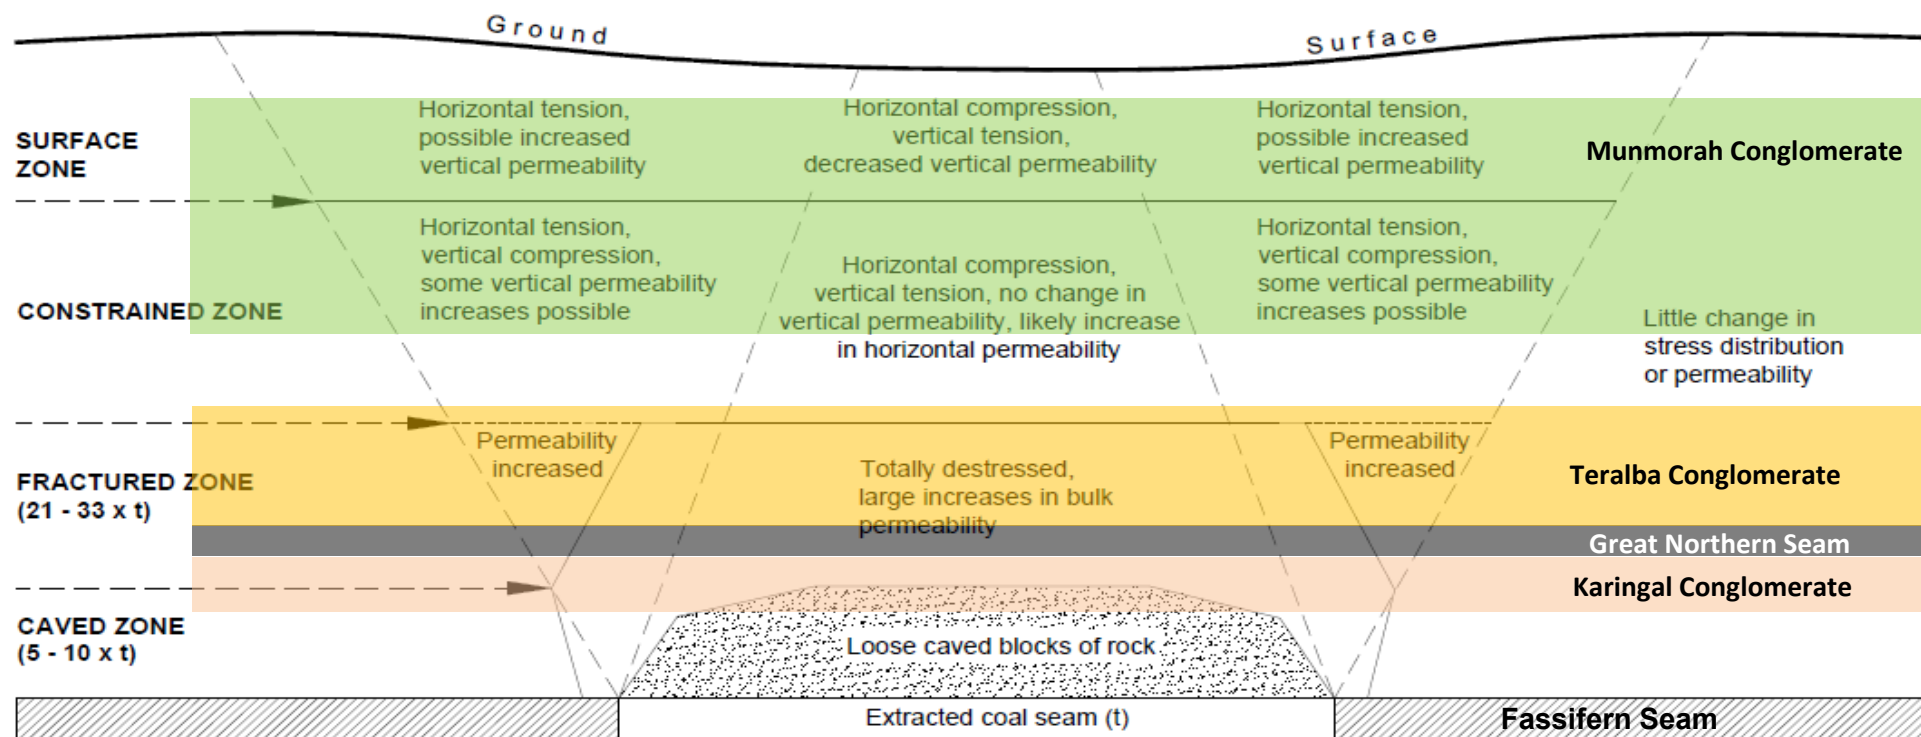 Ground
Surface
SURFACE
ZONE
Horizontal tension,
possible increased
vertical permeability
Horizontal compression,
vertical tension,
decreased vertical permeability
Horizontal tension,
possible increased
vertical permeability
Munmorah Conglomerate
CONSTRAINED ZONE
Horizontal tension,
vertical compression,
some vertical permeability
increases possible
Horizontal compression,
vertical tension, no change in
vertical permeability, likely increase
in horizontal permeability
Horizontal tension,
vertical compression,
some vertical permeability
increases possible
Little change in
stress distribution
or permeability
FRACTURED ZONE
(21 - 33 x t)
Permeability
increased
Totally destressed,
large increases in bulk
permeability
Permeability
increased
Teralba Conglomerate
Great Northern Seam
Karingal Conglomerate
CAVED ZONE
(5 - 10 x t)
Loose caved blocks of rock
Extracted coal seam (t)
Fassifern Seam